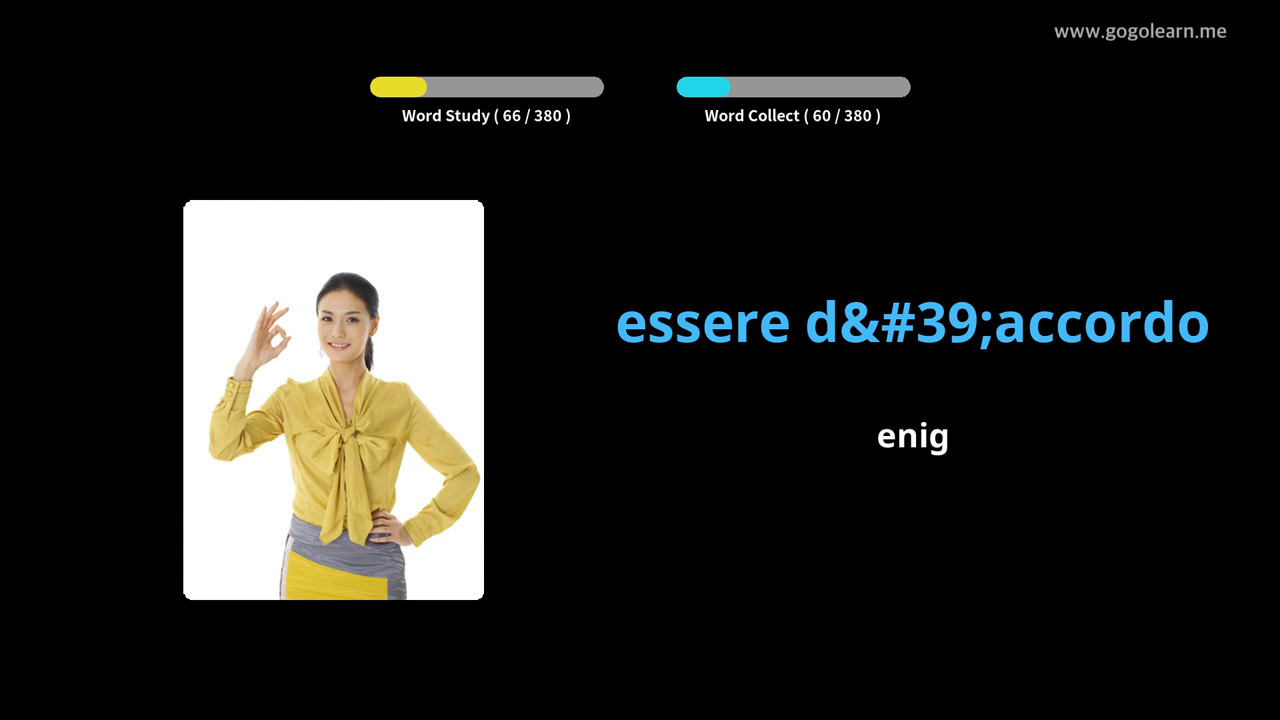 www.gogolearn.me
Word Study ( 66 / 380 )
Word Collect ( 60 / 380 )
essere d&#39;accordo
enig